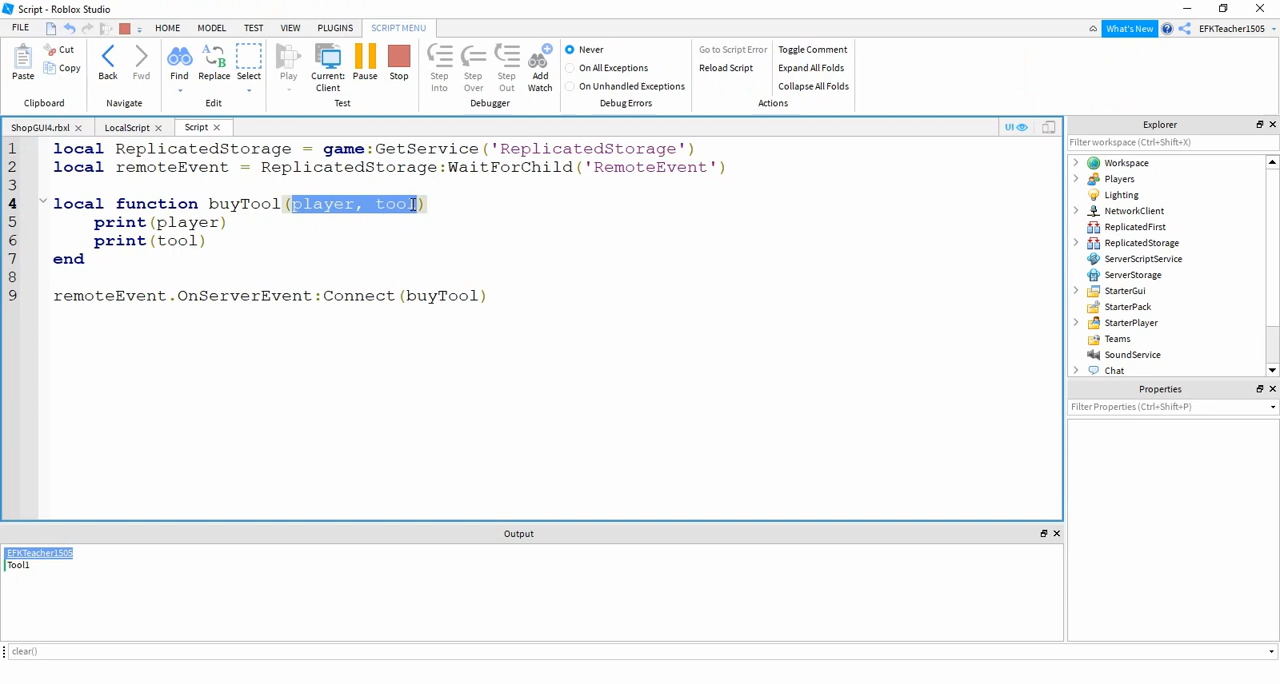 Script - Roblox Studio
FILE HOME MODEL TEST VIEW PLUGINS SCRIPT MENU What's New EFKTeacher1505
Paste Cut Copy Back Fwd Find Replace Select Play Current: Client Pause Stop Step Into Step Over Step Out Add Watch
Never
On All Exceptions
On Unhandled Exceptions
Go to Script Error Toggle Comment
Reload Script Expand All Folds
Collapse All Folds
Clipboard Navigate Edit Test Debugger Debug Errors Actions
ShopGUI4.rbxl LocalScript Script UI
1 local ReplicatedStorage = game:GetService('ReplicatedStorage')
2 local remoteEvent = ReplicatedStorage:WaitForChild('RemoteEvent')
3
4 local function buyTool(player, tool)
5 print(player)
6 print(tool)
7 end
8
9 remoteEvent.OnServerEvent:Connect(buyTool)
Explorer
Filter workspace (Ctrl+Shift+X)
Workspace
Players
Lighting
NetworkClient
ReplicatedFirst
ReplicatedStorage
ServerScriptService
ServerStorage
StarterGui
StarterPack
StarterPlayer
Teams
SoundService
Chat
Properties
Filter Properties (Ctrl+Shift+P)
Output
EFKTeacher1505
Tool1
clear()